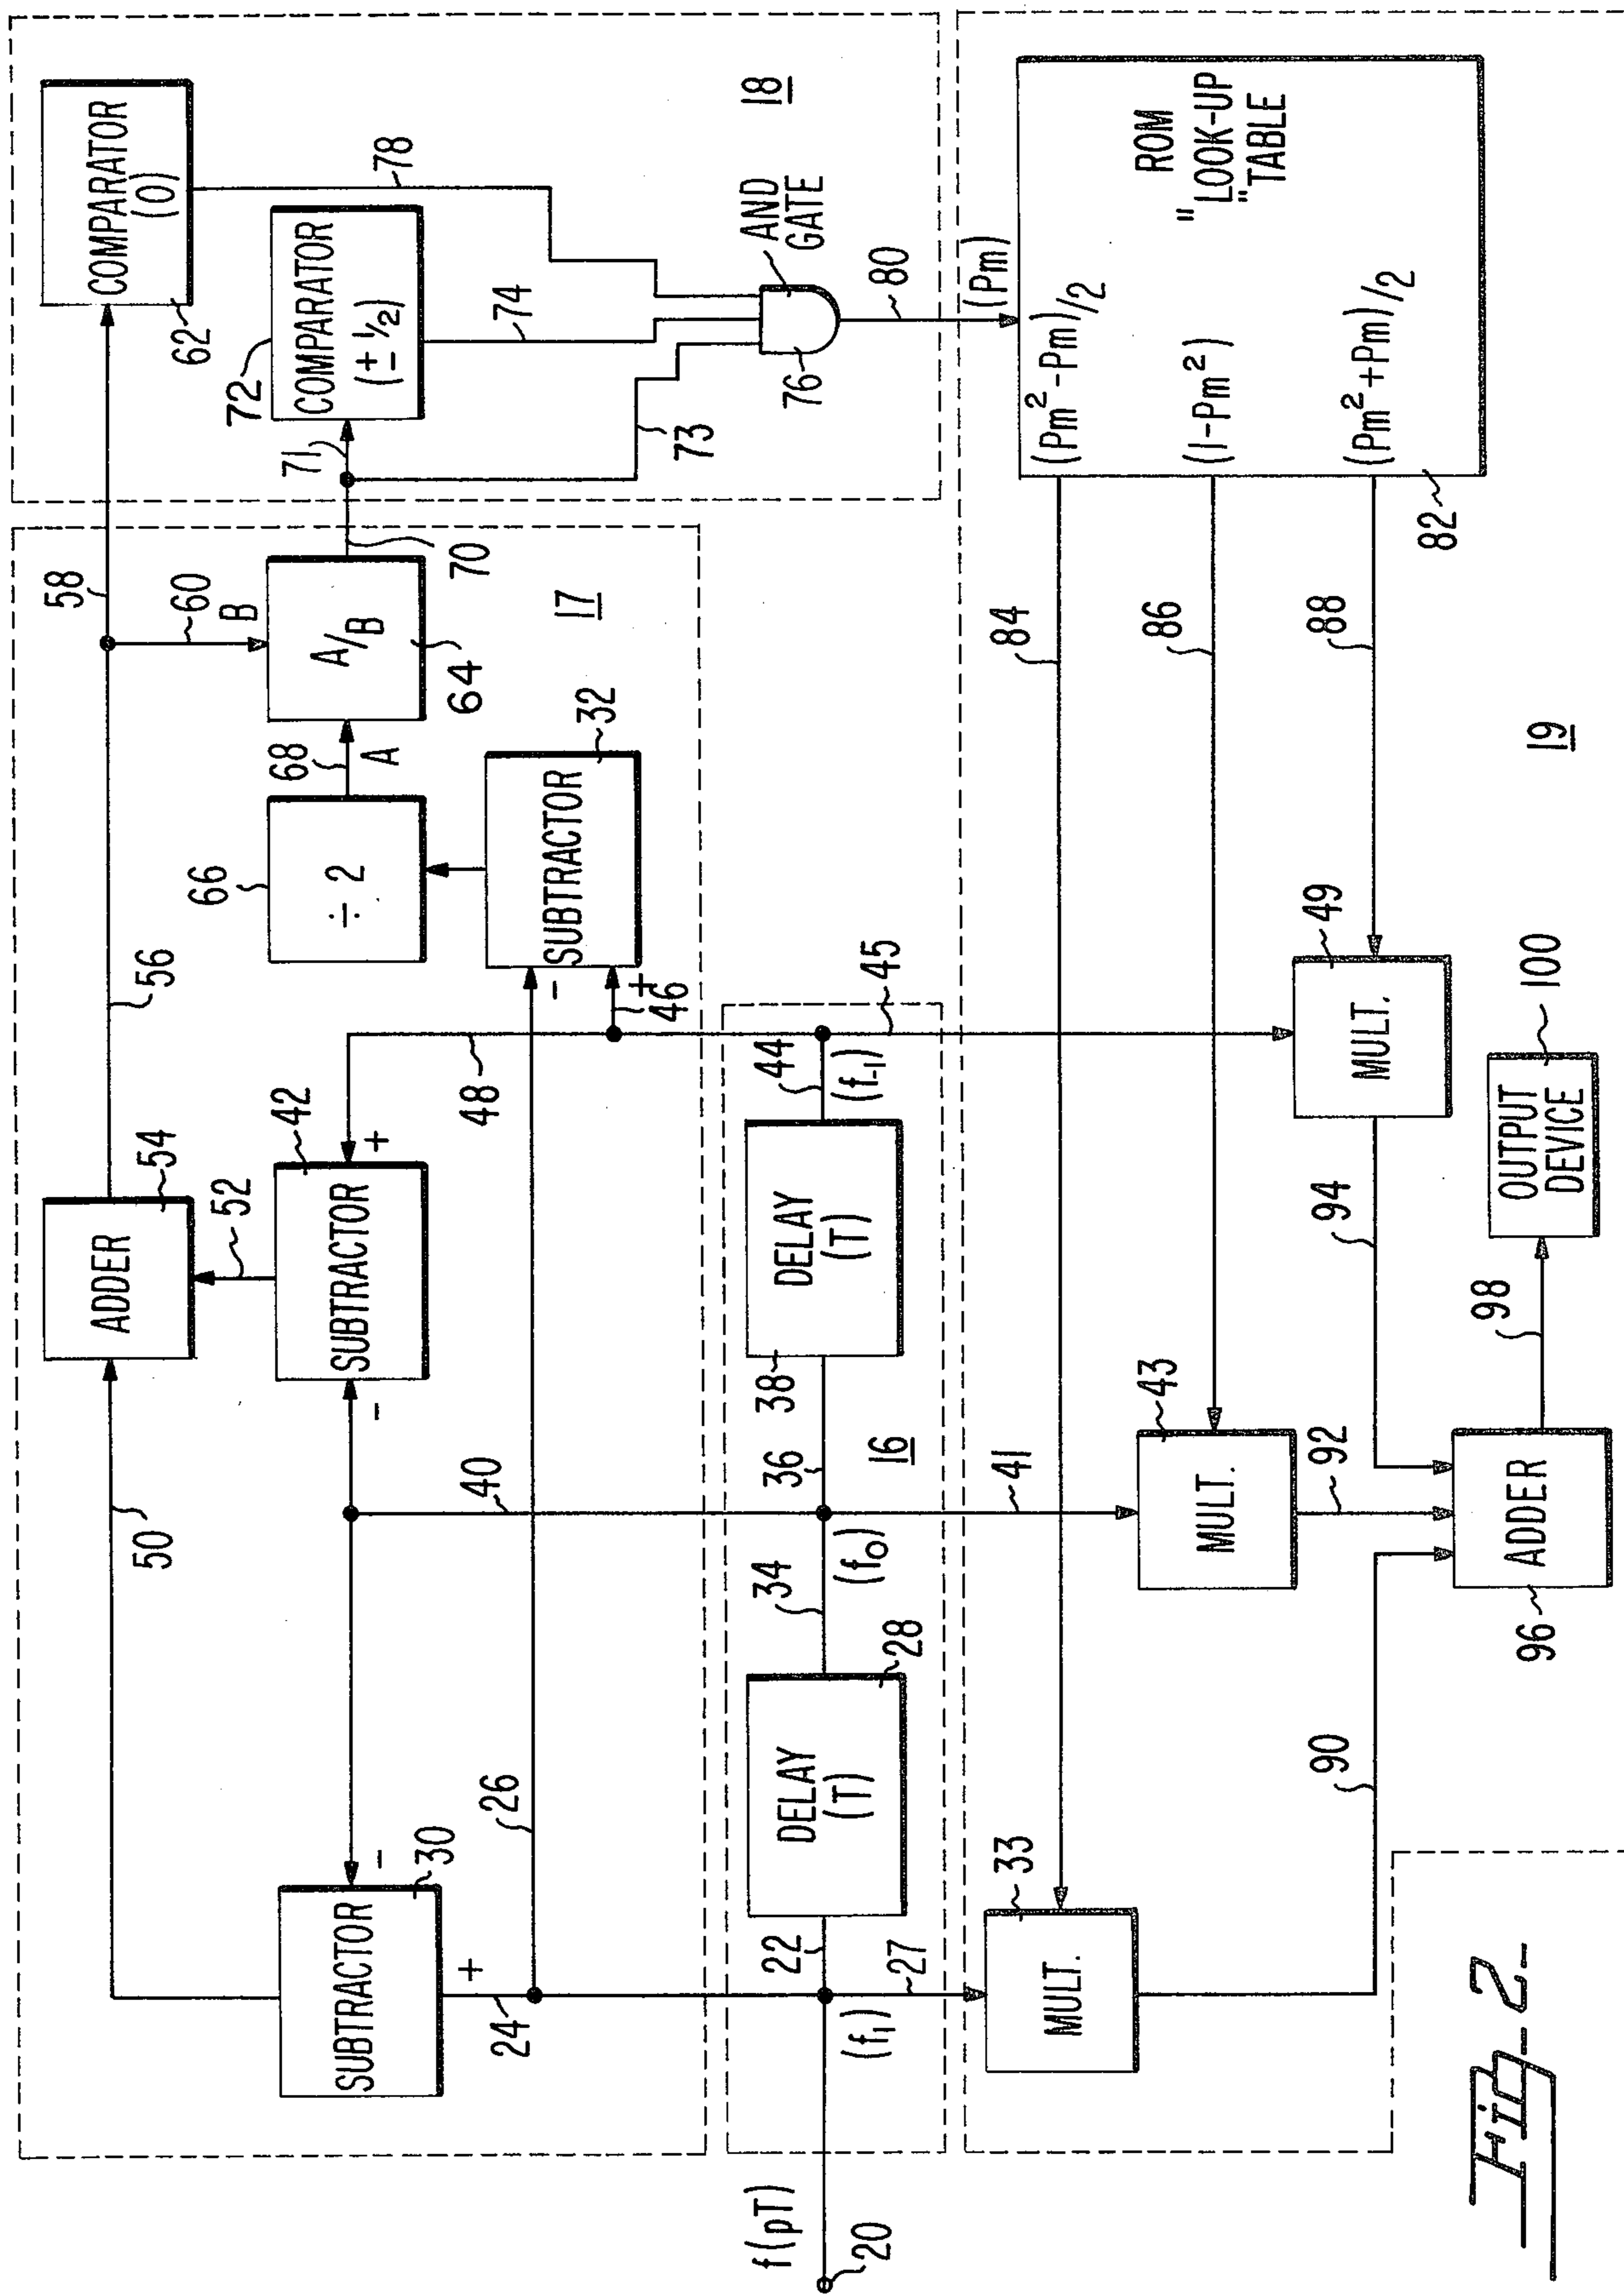 50
ADDER
54
56
58
COMPARATOR
(0)
62
78
52
SUBTRACTOR
-
30
+
24
-
SUBTRACTOR
42
+
48
66
÷ 2
68
A
60
B
A/B
64
70
71
72
COMPARATOR
(± 1/2)
74
73
26
40
-
+
46
SUBTRACTOR
32
17
AND
GATE
76
80
18
f(pT)
20
(f1)
22
27
DELAY
(T)
28
34
(f0)
36
16
41
38
DELAY
(T)
44
(f-1)
45
84
86
88
(Pm)
(Pm²-Pm)/2
(1-Pm²)
(Pm²+Pm)/2
ROM
"LOOK-UP"
TABLE
82
MULT.
33
MULT.
43
MULT.
49
90
92
94
ADDER
96
98
OUTPUT
DEVICE
100
19
Fig-2-